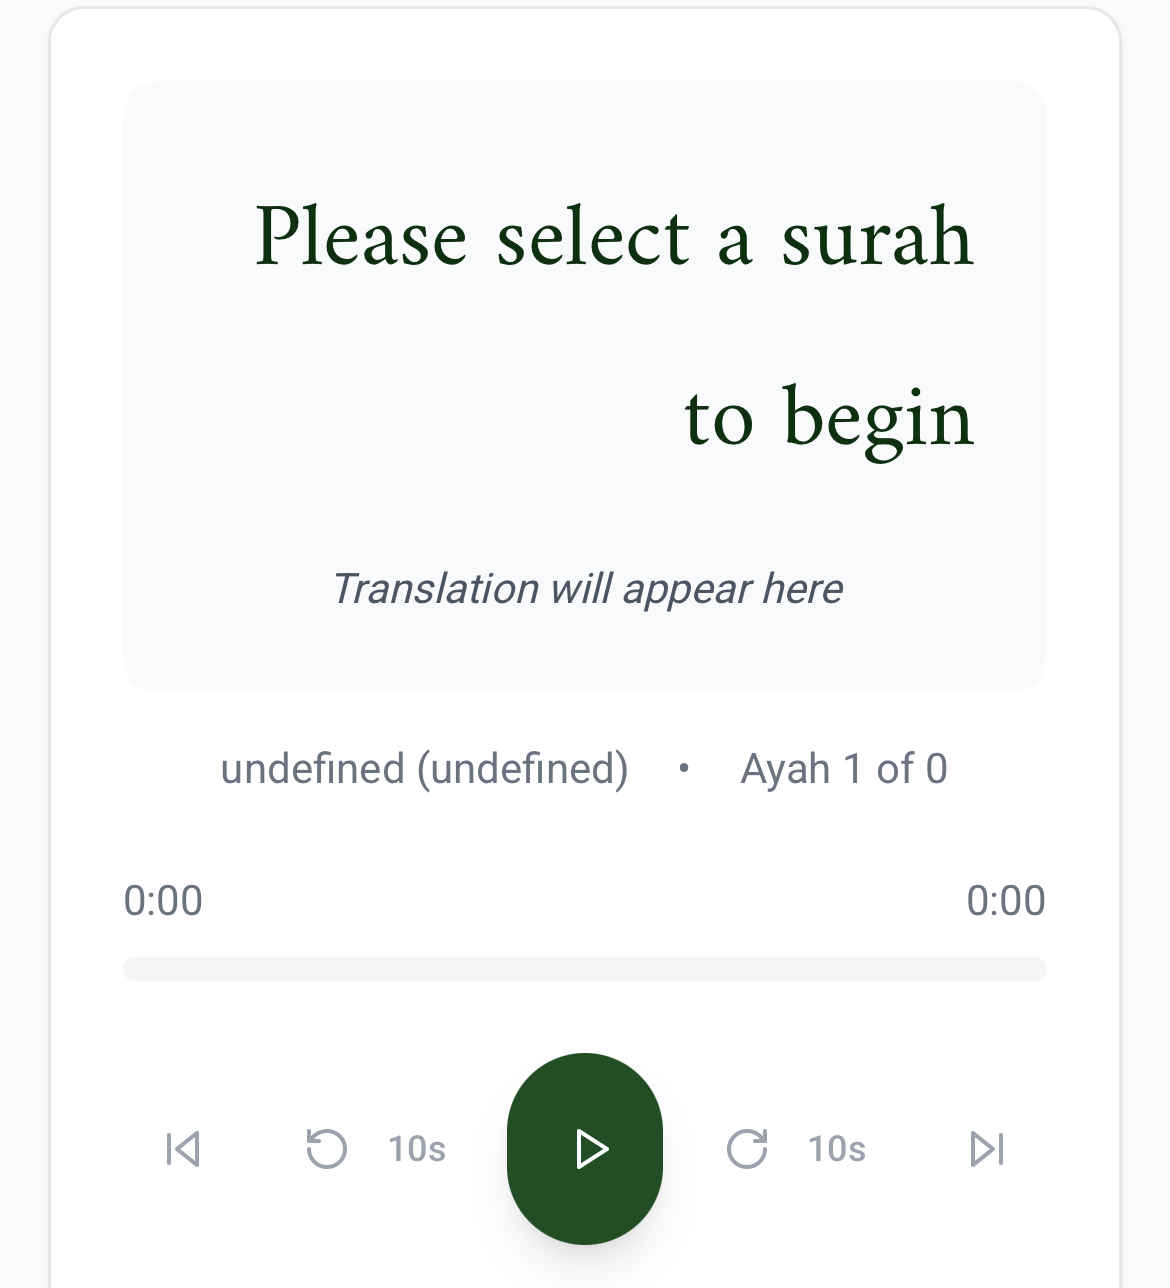 Please select a surah
to begin
Translation will appear here
undefined (undefined) • Ayah 1 of 0
0:00 0:00
10s 10s